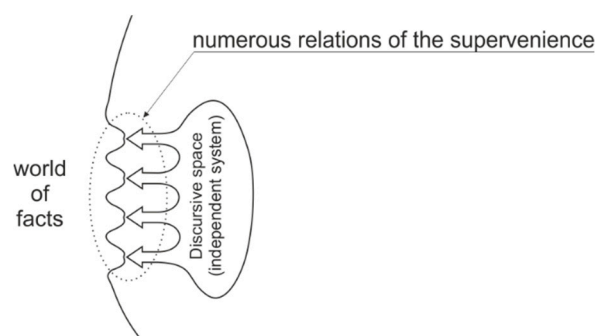 numerous relations of the supervenience
world
of
facts
Discursive space
(independent system)